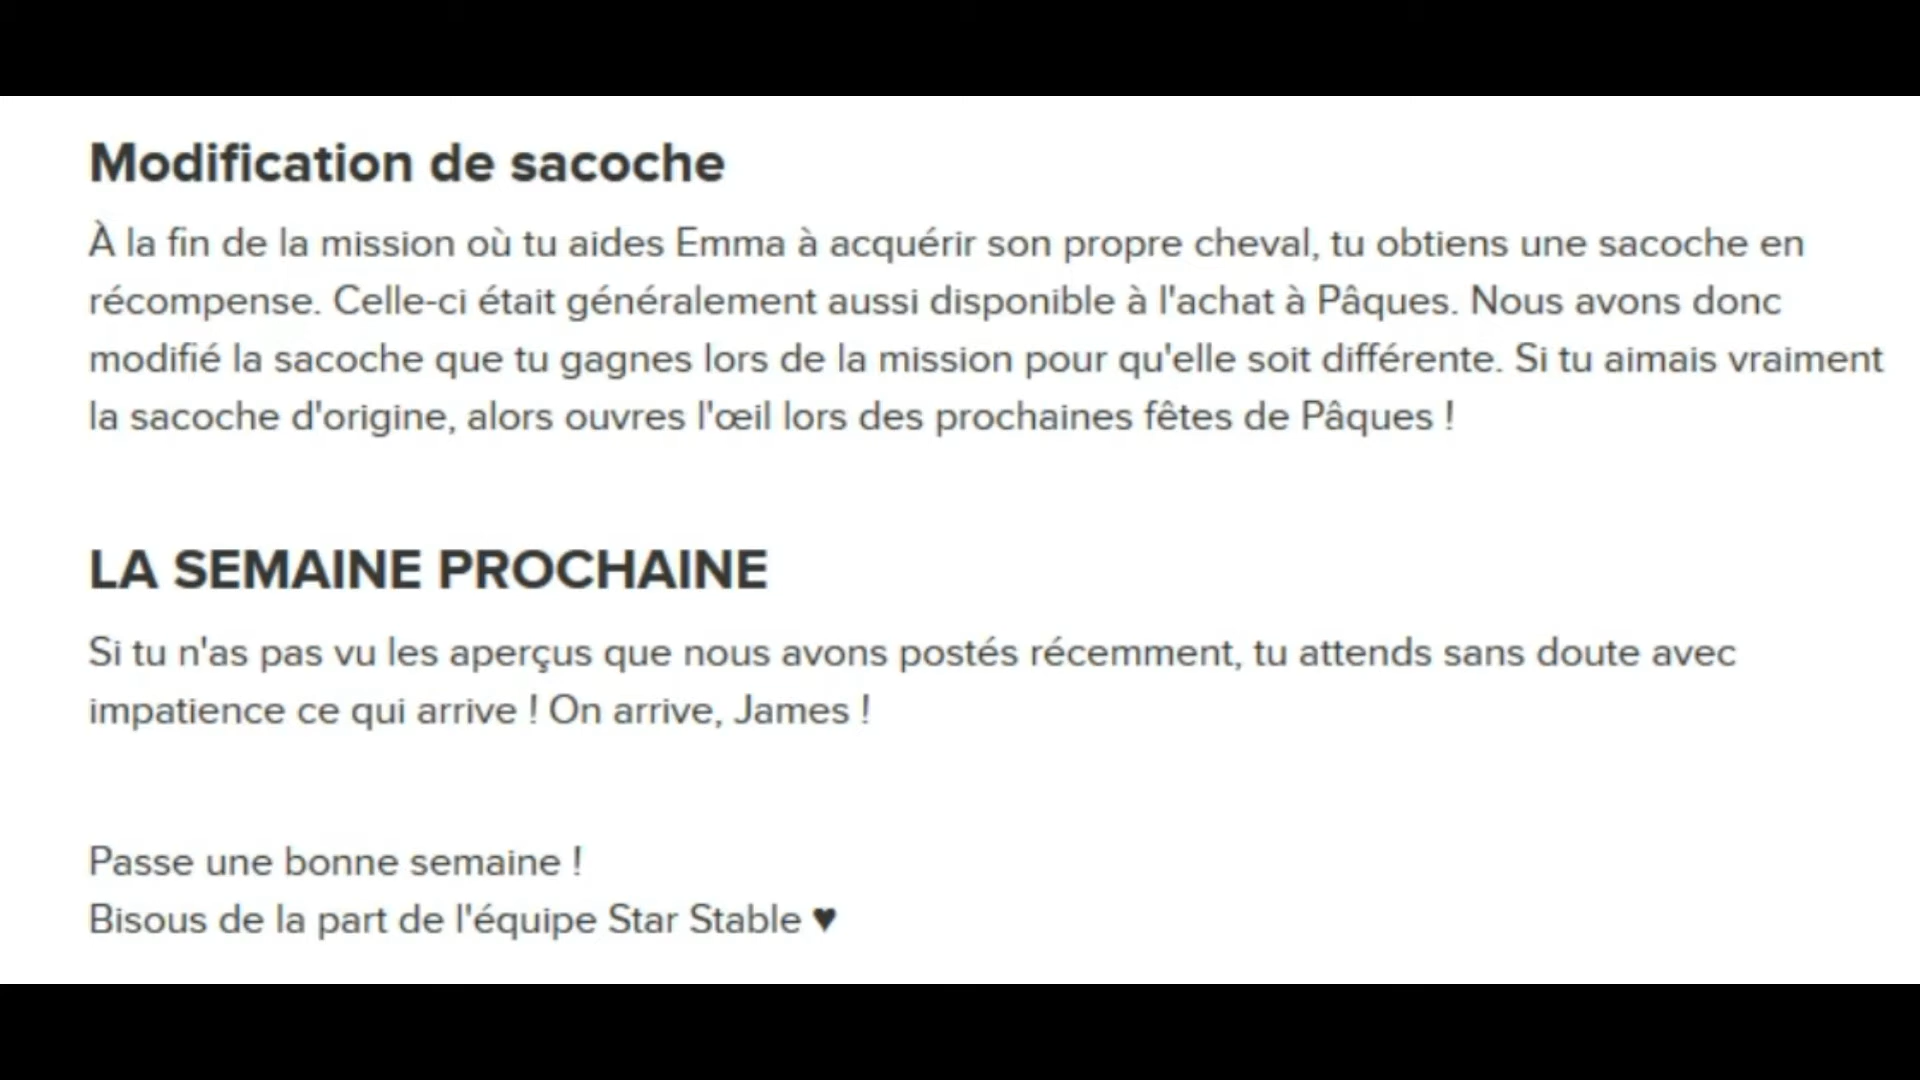 Modification de sacoche
À la fin de la mission où tu aides Emma à acquérir son propre cheval, tu obtiens une sacoche en
récompense. Celle-ci était généralement aussi disponible à l'achat à Pâques. Nous avons donc
modifié la sacoche que tu gagnes lors de la mission pour qu'elle soit différente. Si tu aimais vraiment
la sacoche d'origine, alors ouvres l'œil lors des prochaines fêtes de Pâques !
LA SEMAINE PROCHAINE
Si tu n'as pas vu les aperçus que nous avons postés récemment, tu attends sans doute avec
impatience ce qui arrive ! On arrive, James !
Passe une bonne semaine !
Bisous de la part de l'équipe Star Stable ♥